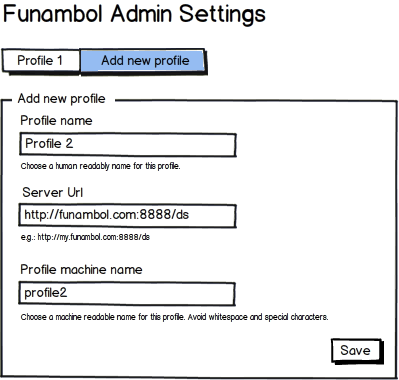 Funambol Admin Settings
Profile 1 Add new profile
Add new profile
Profile name
Profile 2
Choose a human readably name for this profile.
Server Url
http://funambol.com:8888/ds
e.g.: http://my.funambol.com:8888/ds
Profile machine name
profile2
Choose a machine readable name for this profile. Avoid whitespace and special characters.
Save